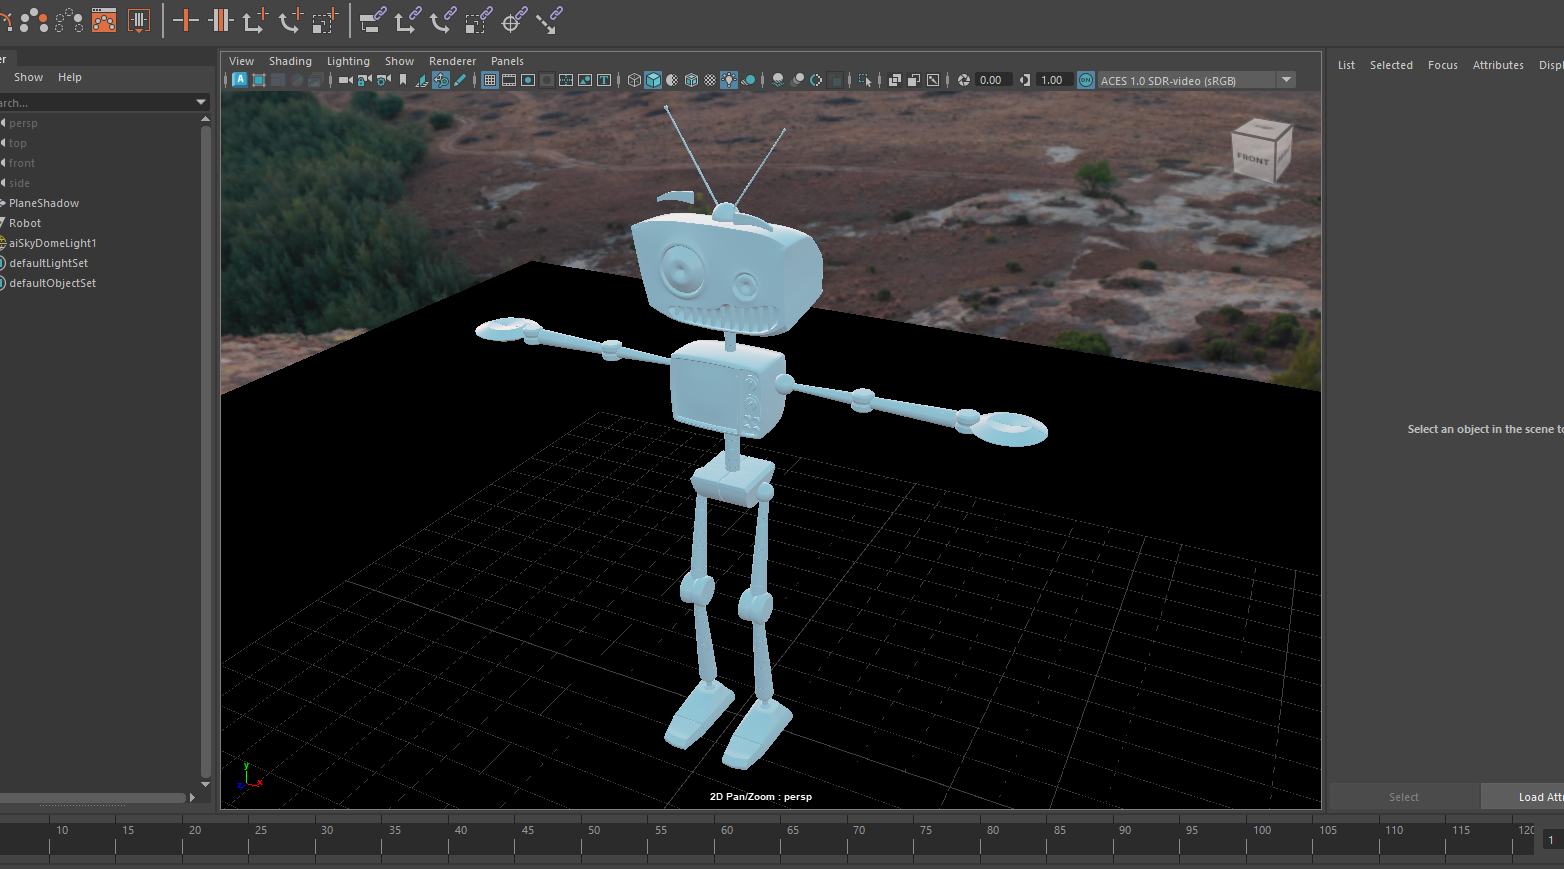 View Shading Lighting Show Renderer Panels
er
Show Help
0.00 1.00 ACES 1.0 SDR-video (sRGB)
arch...
persp
top
front
side
PlaneShadow
Robot
aiSkyDomeLight1
defaultLightSet
defaultObjectSet
FRONT
2D Pan/Zoom : persp
y
x
z
List Selected Focus Attributes Displ
Select an object in the scene to
Select Load Attr
10 15 20 25 30 35 40 45 50 55 60 65 70 75 80 85 90 95 100 105 110 115 120
1